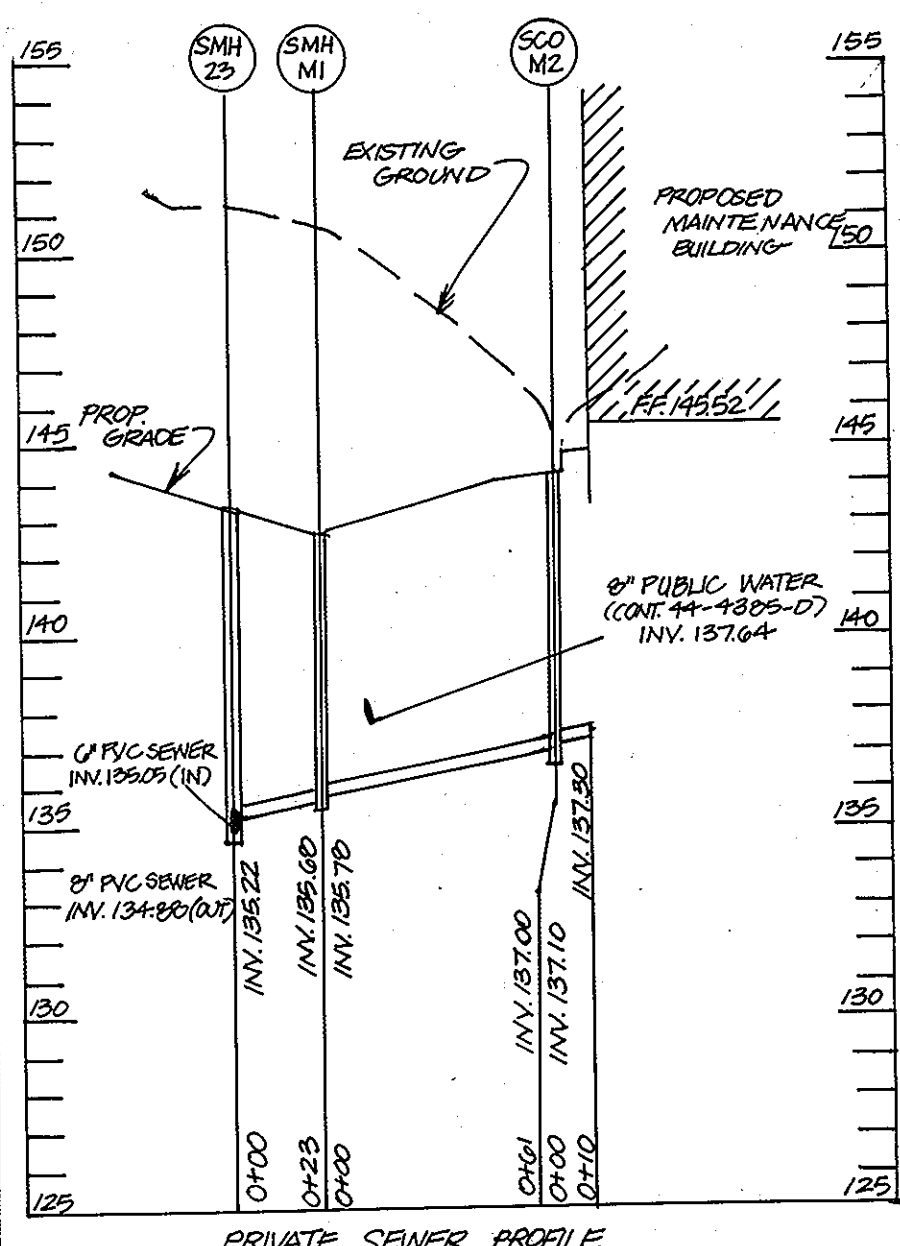 SMH
23
SMH
M1
SCO
M2
155
155
EXISTING
GROUND
PROPOSED
MAINTENANCE
BUILDING
150
150
F.F. 145.52
PROP.
GRADE
145
145
8" PUBLIC WATER
(CONT. 44-4385-D)
INV. 137.64
140
140
6" PVC SEWER
INV. 135.05 (IN)
135
135
8" PVC SEWER
INV. 134.88 (OUT)
INV. 135.22
INV. 135.68
INV. 135.78
INV. 137.00
INV. 137.10
INV. 137.30
130
130
0+00
0+23
0+00
0+61
0+00
0+10
125
125
PRIVATE SEWER PROFILE